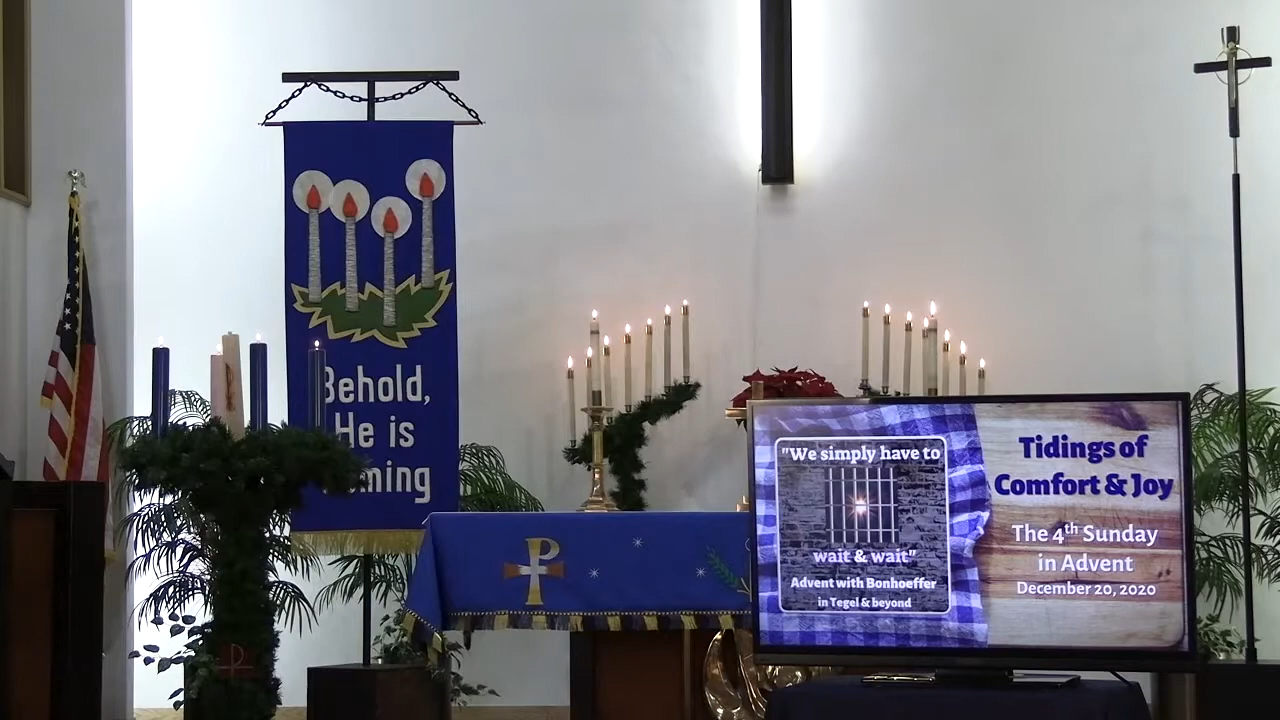 Behold,
He is
"We simply have to
wait & wait"
Advent with Bonhoeffer
in Tegel & beyond
Tidings of
Comfort & Joy
The 4th Sunday
in Advent
December 20, 2020